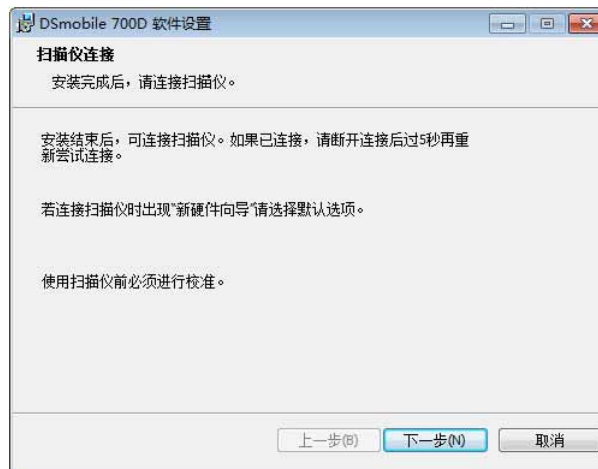 DSmobile 700D 软件设置
扫描仪连接
安装完成后，请连接扫描仪。
安装结束后，可连接扫描仪。如果已连接，请断开连接后过5秒再重
新尝试连接。
若连接扫描仪时出现"新硬件向导"请选择默认选项。
使用扫描仪前必须进行校准。
上一步(B) 下一步(N) 取消